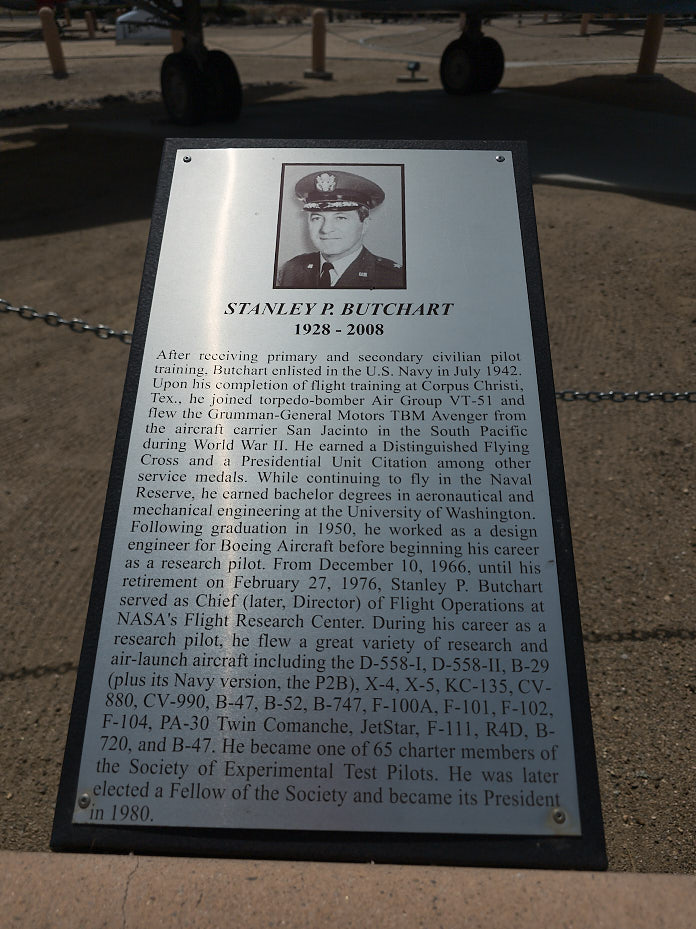 STANLEY P. BUTCHART
1928 - 2008
After receiving primary and secondary civilian pilot
training, Butchart enlisted in the U.S. Navy in July 1942.
Upon his completion of flight training at Corpus Christi,
Tex., he joined torpedo-bomber Air Group VT-51 and
flew the Grumman-General Motors TBM Avenger from
the aircraft carrier San Jacinto in the South Pacific
during World War II. He earned a Distinguished Flying
Cross and a Presidential Unit Citation among other
service medals. While continuing to fly in the Naval
Reserve, he earned bachelor degrees in aeronautical and
mechanical engineering at the University of Washington.
Following graduation in 1950, he worked as a design
engineer for Boeing Aircraft before beginning his career
as a research pilot. From December 10, 1966, until his
retirement on February 27, 1976, Stanley P. Butchart
served as Chief (later, Director) of Flight Operations at
NASA's Flight Research Center. During his career as a
research pilot, he flew a great variety of research and
air-launch aircraft including the D-558-I, D-558-II, B-29
(plus its Navy version, the P2B), X-4, X-5, KC-135, CV-
880, CV-990, B-47, B-52, B-747, F-100A, F-101, F-102,
F-104, PA-30 Twin Comanche, JetStar, F-111, R4D, B-
720, and B-47. He became one of 65 charter members of
the Society of Experimental Test Pilots. He was later
elected a Fellow of the Society and became its President
in 1980.